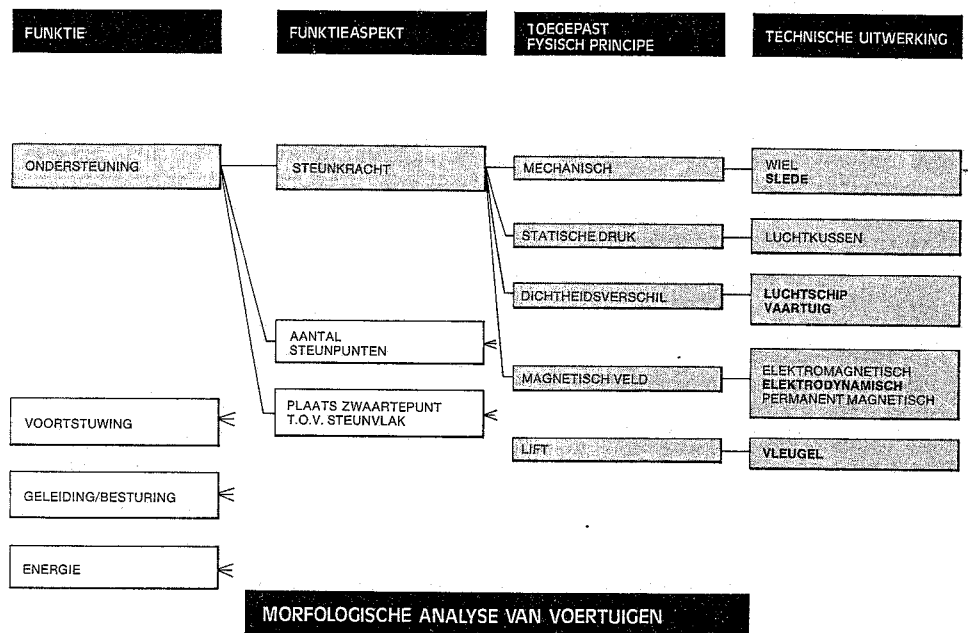 FUNKTIE
FUNKTIEASPEKT
TOEGEPAST
FYSISCH PRINCIPE
TECHNISCHE UITWERKING
ONDERSTEUNING
STEUNKRACHT
MECHANISCH
WIEL
SLEDE
STATISCHE DRUK
LUCHTKUSSEN
DICHTHEIDSVERSCHIL
LUCHTSCHIP
VAARTUIG
AANTAL
STEUNPUNTEN
MAGNETISCH VELD
ELEKTROMAGNETISCH
ELEKTRODYNAMISCH
PERMANENT MAGNETISCH
PLAATS ZWAARTEPUNT
T.O.V. STEUNVLAK
VOORTSTUWING
LIFT
VLEUGEL
GELEIDING/BESTURING
ENERGIE
MORFOLOGISCHE ANALYSE VAN VOERTUIGEN